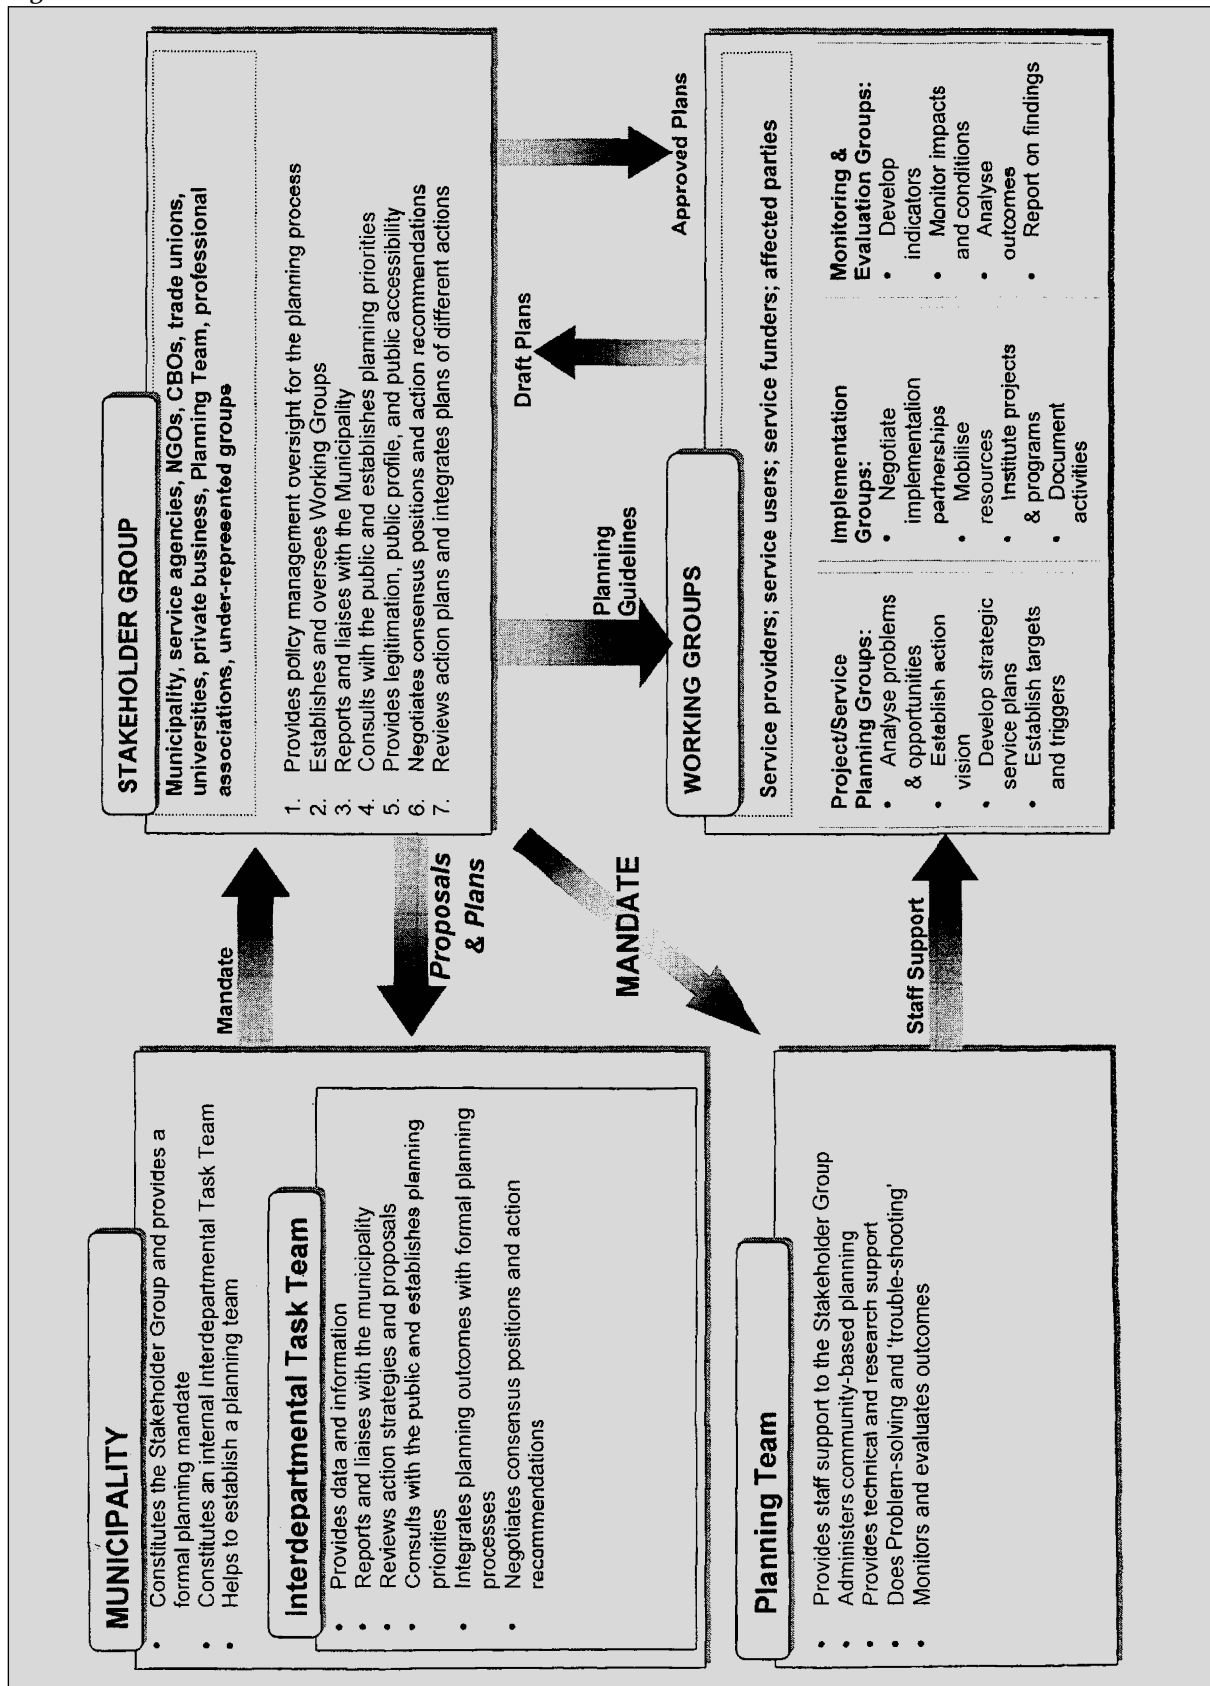 MUNICIPALITY
• Constitutes the Stakeholder Group and provides a
formal planning mandate
• Constitutes an internal Interdepartmental Task Team
• Helps to establish a planning team
Interdepartmental Task Team
• Provides data and information
• Reports and liaises with the municipality
• Reviews action strategies and proposals
• Consults with the public and establishes planning
priorities
• Integrates planning outcomes with formal planning
processes
• Negotiates consensus positions and action
recommendations
Mandate
Proposals
& Plans
STAKEHOLDER GROUP
Municipality, service agencies, NGOs, CBOs, trade unions,
universities, private business, Planning Team, professional
associations, under-represented groups
1. Provides policy management oversight for the planning process
2. Establishes and oversees Working Groups
3. Reports and liaises with the Municipality
4. Consults with the public and establishes planning priorities
5. Provides legitimation, public profile, and public accessibility
6. Negotiates consensus positions and action recommendations
7. Reviews action plans and integrates plans of different actions
MANDATE
Planning
Guidelines
Draft Plans
Approved Plans
Planning Team
• Provides staff support to the Stakeholder Group
• Administers community-based planning
• Provides technical and research support
• Does Problem-solving and 'trouble-shooting'
• Monitors and evaluates outcomes
Staff Support
WORKING GROUPS
Service providers; service users; service funders; affected parties
Project/Service
Planning Groups:
• Analyse problems
& opportunities
• Establish action
vision
• Develop strategic
service plans
• Establish targets
and triggers
Implementation
Groups:
• Negotiate
implementation
partnerships
• Mobilise
resources
• Institute projects
& programs
• Document
activities
Monitoring &
Evaluation Groups:
• Develop
indicators
• Monitor impacts
and conditions
• Analyse
outcomes
• Report on findings